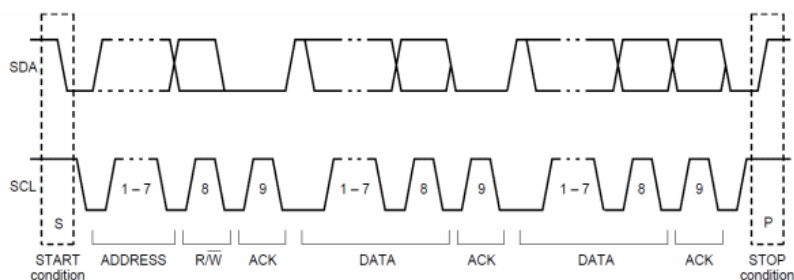 SDA
SCL
1 – 7 8 9 1 – 7 8 9 1 – 7 8 9
S P
START condition ADDRESS R/W̅ ACK DATA ACK DATA ACK STOP condition